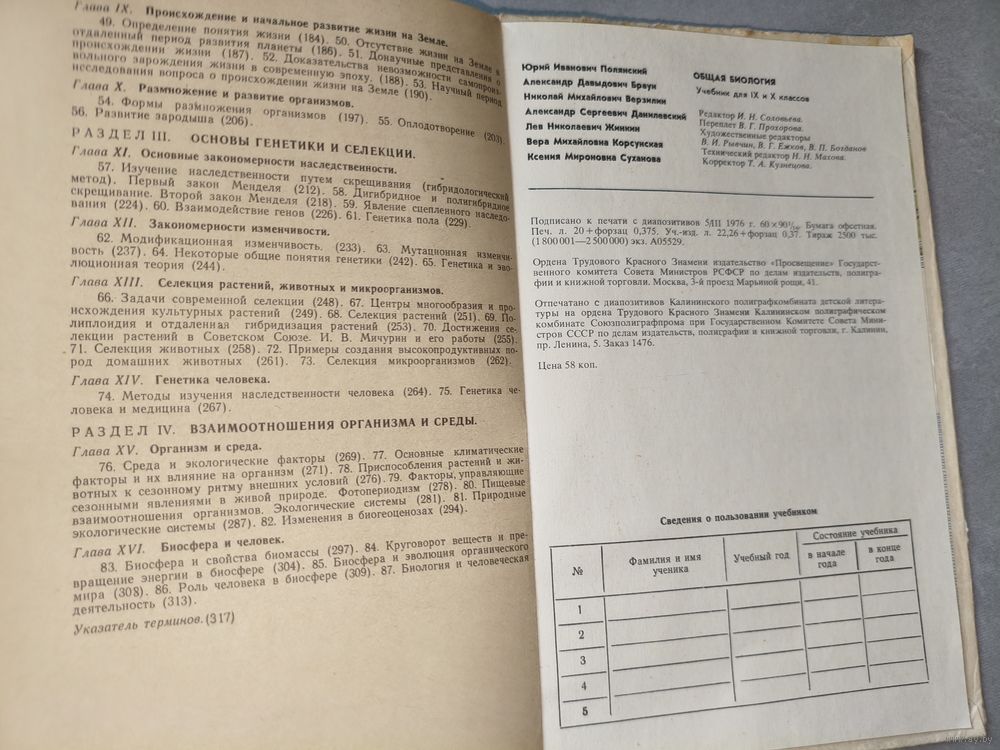 Глава IX. Происхождение и начальное развитие жизни на Земле.
49. Определение понятия жизни (184). 50. Отсутствие жизни на Земле в
отдаленный период развития планеты (186). 51. Донаучные представления о
происхождении жизни (187). 52. Доказательства невозможности самопроиз-
вольного зарождения жизни в современную эпоху. (188). 53. Научный период
исследования вопроса о происхождении жизни на Земле (190).
Глава X. Размножение и развитие организмов.
54. Формы размножения организмов (197). 55. Оплодотворение (203).
56. Развитие зародыша (206).
РАЗДЕЛ III. ОСНОВЫ ГЕНЕТИКИ И СЕЛЕКЦИИ.
Глава XI. Основные закономерности наследственности.
57. Изучение наследственности путем скрещивания (гибридологический
метод). Первый закон Менделя (212). 58. Дигибридное и полигибридное
скрещивание. Второй закон Менделя (218). 59. Явление сцепленного наследо-
вания (224). 60. Взаимодействие генов (226). 61. Генетика пола (229).
Глава XII. Закономерности изменчивости.
62. Модификационная изменчивость. (233). 63. Мутационная изменчи-
вость (237). 64. Некоторые общие понятия генетики (242). 65. Генетика и эво-
люционная теория (244).
Глава XIII. Селекция растений, животных и микроорганизмов.
66. Задачи современной селекции (248). 67. Центры многообразия и про-
исхождения культурных растений (249). 68. Селекция растений (251). 69. По-
липлоидия и отдаленная гибридизация растений (253). 70. Достижения се-
лекции растений в Советском Союзе. И. В. Мичурин и его работы (255).
71. Селекция животных (258). 72. Примеры создания высокопродуктивных по-
род домашних животных (261). 73. Селекция микроорганизмов (262).
Глава XIV. Генетика человека.
74. Методы изучения наследственности человека (264). 75. Генетика че-
ловека и медицина (267).
РАЗДЕЛ IV. ВЗАИМООТНОШЕНИЯ ОРГАНИЗМА И СРЕДЫ.
Глава XV. Организм и среда.
76. Среда и экологические факторы (269). 77. Основные климатические
факторы и их влияние на организм (271). 78. Приспособления растений и жи-
вотных к сезонному ритму внешних условий (276). 79. Факторы, управляющие
сезонными явлениями в живой природе. Фотопериодизм (278). 80. Пищевые
взаимоотношения организмов. Экологические системы (281). 81. Природные
экологические системы (287). 82. Изменения в биогеоценозах (294).
Глава XVI. Биосфера и человек.
83. Биосфера и свойства биомассы (297). 84. Круговорот веществ и пре-
вращение энергии в биосфере (304). 85. Биосфера и эволюция органического
мира (308). 86. Роль человека в биосфере (309). 87. Биология и человеческая
деятельность (313).
Указатель терминов. (317)
Юрий Иванович Полянский
Александр Давыдович Браун
Николай Михайлович Верзилин
Александр Сергеевич Данилевский
Лев Николаевич Жинкин
Вера Михайловна Корсунская
Ксения Мироновна Суханова
ОБЩАЯ БИОЛОГИЯ
Учебник для IX и X классов
Редактор И. Н. Соловьева.
Переплет В. Г. Прохорова.
Художественные редакторы
В. И. Рывчин, В. Г. Ежков, В. П. Богданов
Технический редактор Н. Н. Махова.
Корректор Т. А. Кузнецова.
Подписано к печати с диапозитивов 5/III 1976 г. 60×90¹/₁₆. Бумага офсетная.
Печ. л. 20+форзац 0,375. Уч.-изд. л. 22,26+форзац 0,37. Тираж 2500 тыс.
(1 800 001—2 500 000) экз. А05529.
Ордена Трудового Красного Знамени издательство «Просвещение» Государст-
венного комитета Совета Министров РСФСР по делам издательств, полигра-
фии и книжной торговли. Москва, 3-й проезд Марьиной рощи, 41.
Отпечатано с диапозитивов Калининского полиграфкомбината детской литера-
туры на ордена Трудового Красного Знамени Калининском полиграфическом
комбинате Союзполиграфпрома при Государственном Комитете Совета Мини-
стров СССР по делам издательств, полиграфии и книжной торговли, г. Калинин,
пр. Ленина, 5. Заказ 1476.
Цена 58 коп.
Сведения о пользовании учебником
№
Фамилия и имя
ученика
Учебный год
Состояние учебника
в начале
года
в конце
года
1
2
3
4
5